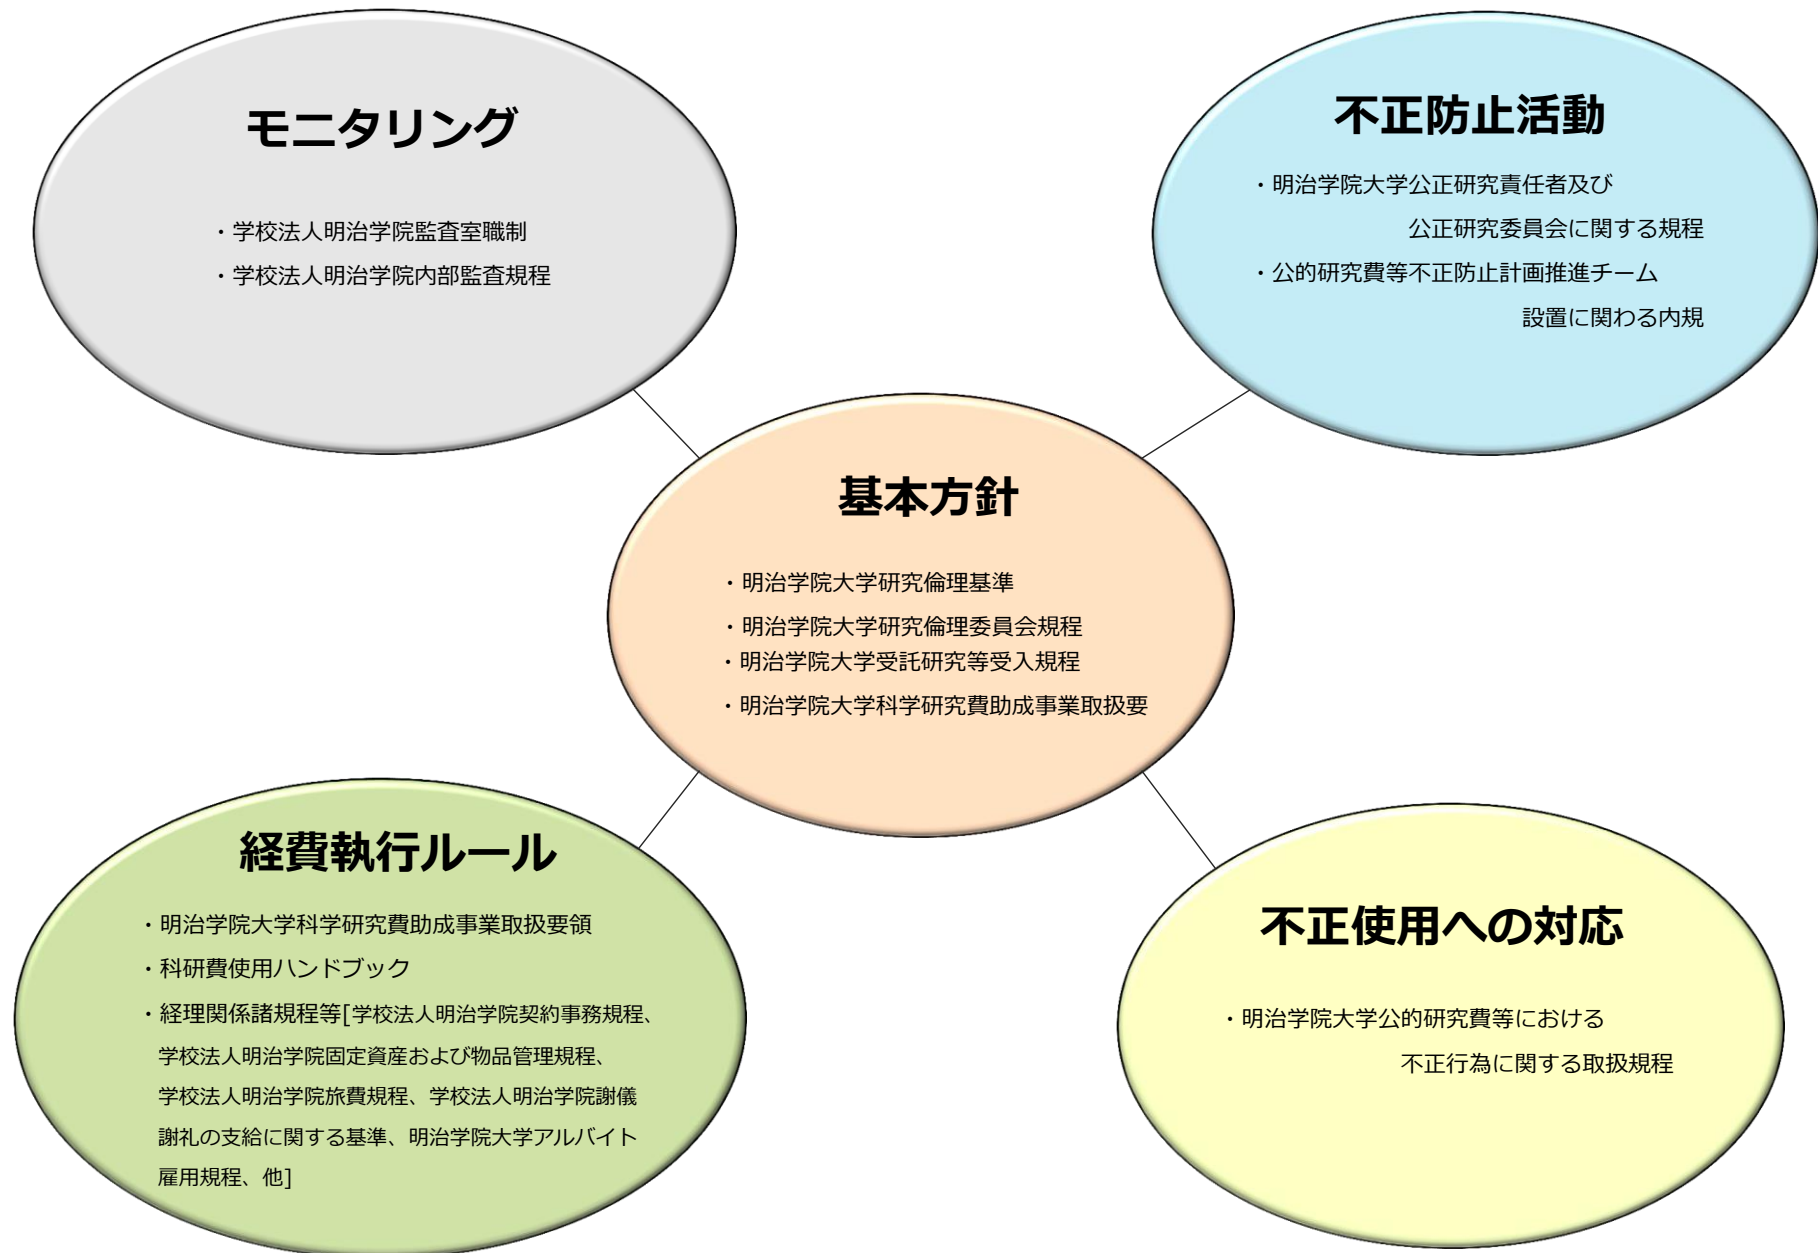 モニタリング
・学校法人明治学院監査室職制
・学校法人明治学院内部監査規程
不正防止活動
・明治学院大学公正研究責任者及び
公正研究委員会に関する規程
・公的研究費等不正防止計画推進チーム
設置に関わる内規
基本方針
・明治学院大学研究倫理基準
・明治学院大学研究倫理委員会規程
・明治学院大学受託研究等受入規程
・明治学院大学科学研究費助成事業取扱要
経費執行ルール
・明治学院大学科学研究費助成事業取扱要領
・科研費使用ハンドブック
・経理関係諸規程等[学校法人明治学院契約事務規程、
学校法人明治学院固定資産および物品管理規程、
学校法人明治学院旅費規程、学校法人明治学院謝儀
謝礼の支給に関する基準、明治学院大学アルバイト
雇用規程、他]
不正使用への対応
・明治学院大学公的研究費等における
不正行為に関する取扱規程